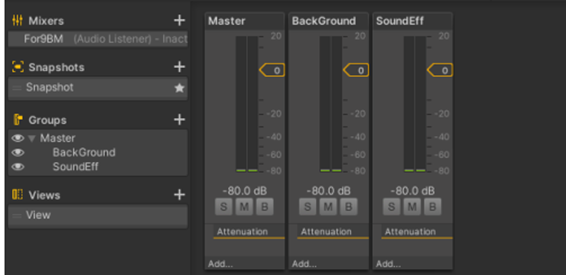 Mixers
For9BM (Audio Listener) - Inact
Snapshots
Snapshot
Groups
Master
BackGround
SoundEff
Views
View
Master BackGround SoundEff
20 20 20
0 0 0
-20 -20 -20
-40 -40 -40
-60 -60 -60
-80 -80 -80
-80.0 dB -80.0 dB -80.0 dB
S M B S M B S M B
Attenuation Attenuation Attenuation
Add... Add... Add...